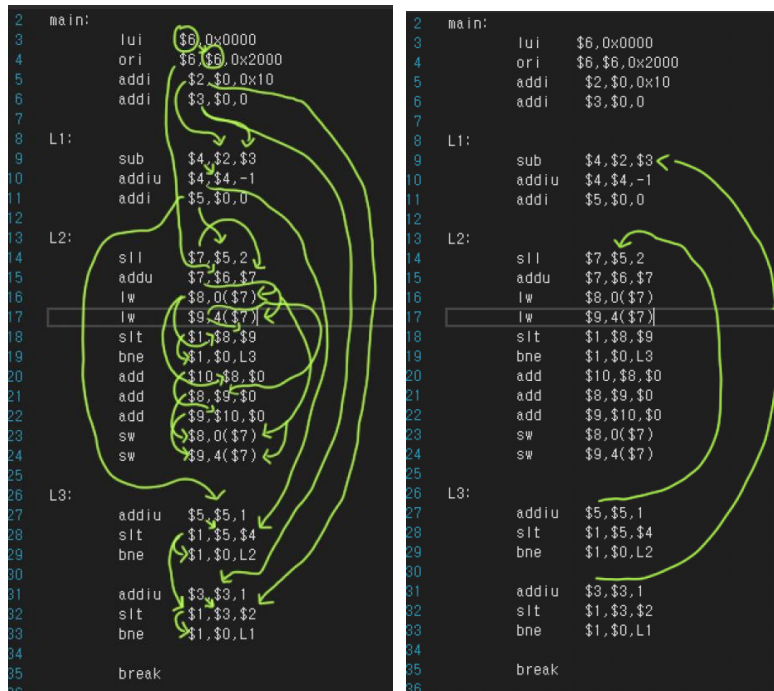 2 main:
3 lui $6,0x0000
4 ori $6,$6,0x2000
5 addi $2,$0,0x10
6 addi $3,$0,0
7
8 L1:
9 sub $4,$2,$3
10 addiu $4,$4,-1
11 addi $5,$0,0
12
13 L2:
14 sll $7,$5,2
15 addu $7,$6,$7
16 lw $8,0($7)
17 lw $9,4($7)
18 slt $1,$8,$9
19 bne $1,$0,L3
20 add $10,$8,$0
21 add $8,$9,$0
22 add $9,$10,$0
23 sw $8,0($7)
24 sw $9,4($7)
25
26 L3:
27 addiu $5,$5,1
28 slt $1,$5,$4
29 bne $1,$0,L2
30
31 addiu $3,$3,1
32 slt $1,$3,$2
33 bne $1,$0,L1
34
35 break
2 main:
3 lui $6,0x0000
4 ori $6,$6,0x2000
5 addi $2,$0,0x10
6 addi $3,$0,0
7
8 L1:
9 sub $4,$2,$3
10 addiu $4,$4,-1
11 addi $5,$0,0
12
13 L2:
14 sll $7,$5,2
15 addu $7,$6,$7
16 lw $8,0($7)
17 lw $9,4($7)
18 slt $1,$8,$9
19 bne $1,$0,L3
20 add $10,$8,$0
21 add $8,$9,$0
22 add $9,$10,$0
23 sw $8,0($7)
24 sw $9,4($7)
25
26 L3:
27 addiu $5,$5,1
28 slt $1,$5,$4
29 bne $1,$0,L2
30
31 addiu $3,$3,1
32 slt $1,$3,$2
33 bne $1,$0,L1
34
35 break
36